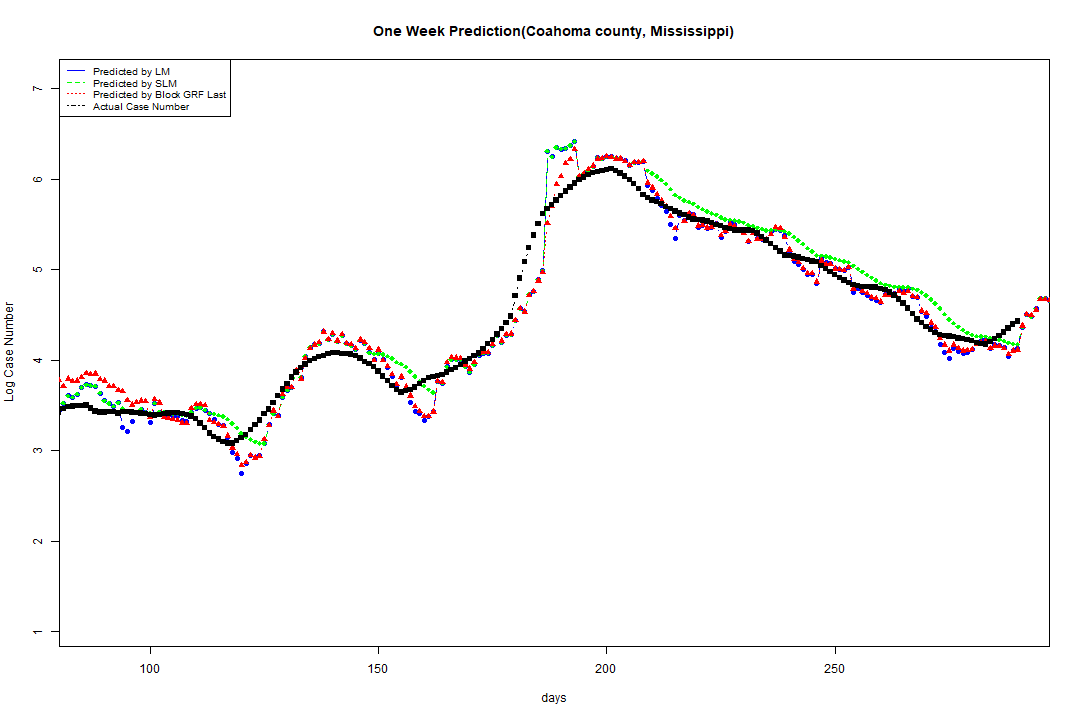 One Week Prediction(Coahoma county, Mississippi)
Predicted by LM
Predicted by SLM
Predicted by Block GRF Last
Actual Case Number
7
6
5
4
3
2
1
Log Case Number
100
150
200
250
days